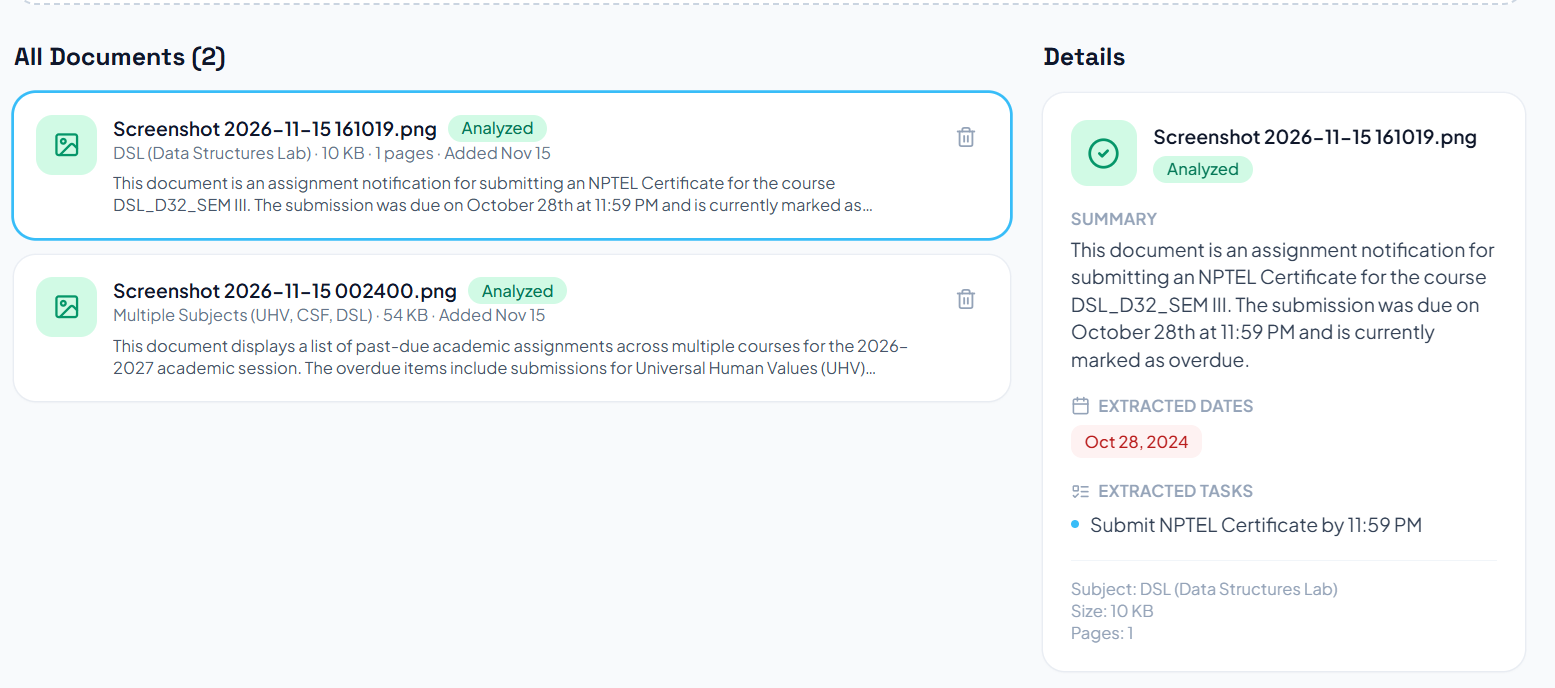 All Documents (2)
Screenshot 2026-11-15 161019.png Analyzed
DSL (Data Structures Lab) · 10 KB · 1 pages · Added Nov 15
This document is an assignment notification for submitting an NPTEL Certificate for the course
DSL_D32_SEM III. The submission was due on October 28th at 11:59 PM and is currently marked as...
Screenshot 2026-11-15 002400.png Analyzed
Multiple Subjects (UHV, CSF, DSL) · 54 KB · Added Nov 15
This document displays a list of past-due academic assignments across multiple courses for the 2026-
2027 academic session. The overdue items include submissions for Universal Human Values (UHV)...
Details
Screenshot 2026-11-15 161019.png
Analyzed
SUMMARY
This document is an assignment notification for
submitting an NPTEL Certificate for the course
DSL_D32_SEM III. The submission was due on
October 28th at 11:59 PM and is currently
marked as overdue.
EXTRACTED DATES
Oct 28, 2024
EXTRACTED TASKS
Submit NPTEL Certificate by 11:59 PM
Subject: DSL (Data Structures Lab)
Size: 10 KB
Pages: 1